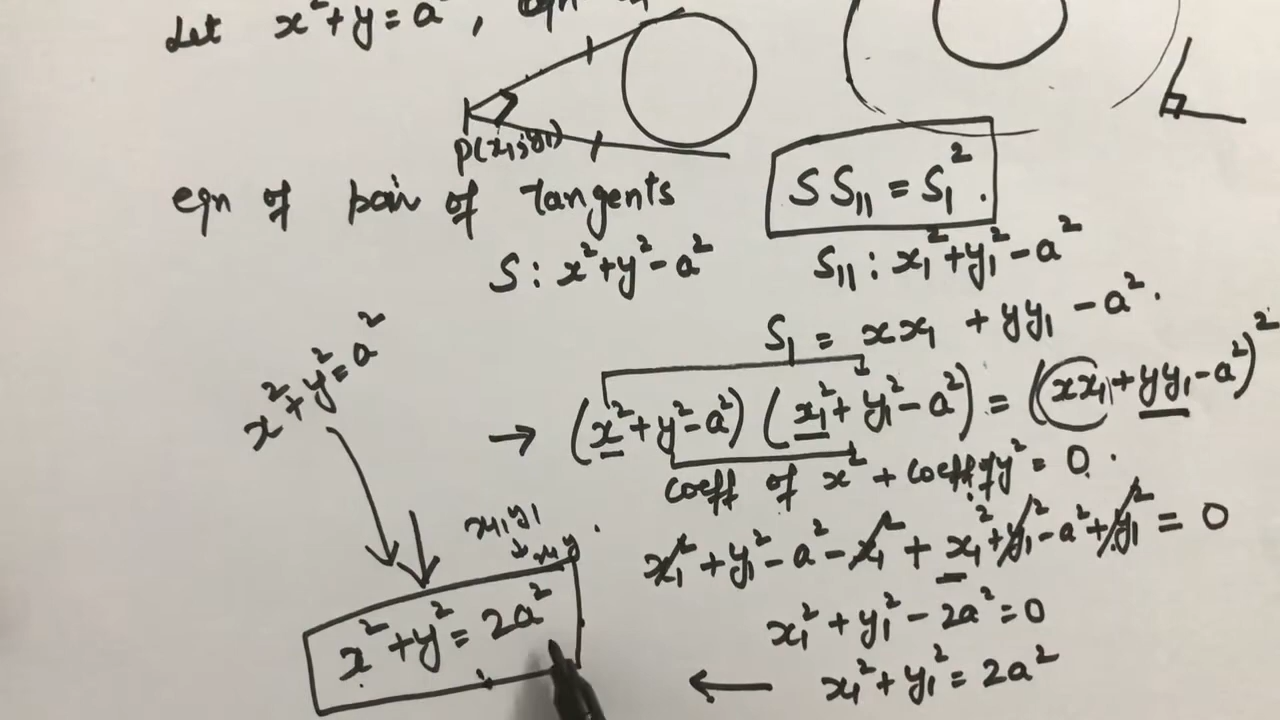 Let x²+y=a²,
P(x₁,y₁)
eqn of pair of Tangents
S S₁₁ = S₁².
S : x²+y²-a²
S₁₁ : x₁²+y₁²-a²
S₁ = xx₁ + yy₁ - a².
x²+y²=a²
→ (x²+y²-a²) (x₁²+y₁²-a²) = (xx₁+yy₁-a²)²
coeff of x² + coeff of y² = 0.
x₁²+y₁²-a²-x₁²+x₁²+y₁²-a²+y₁² = 0
x₁²+y₁²-2a²=0
← x₁²+y₁²=2a²
x₁,y₁
x,y
x²+y²=2a²